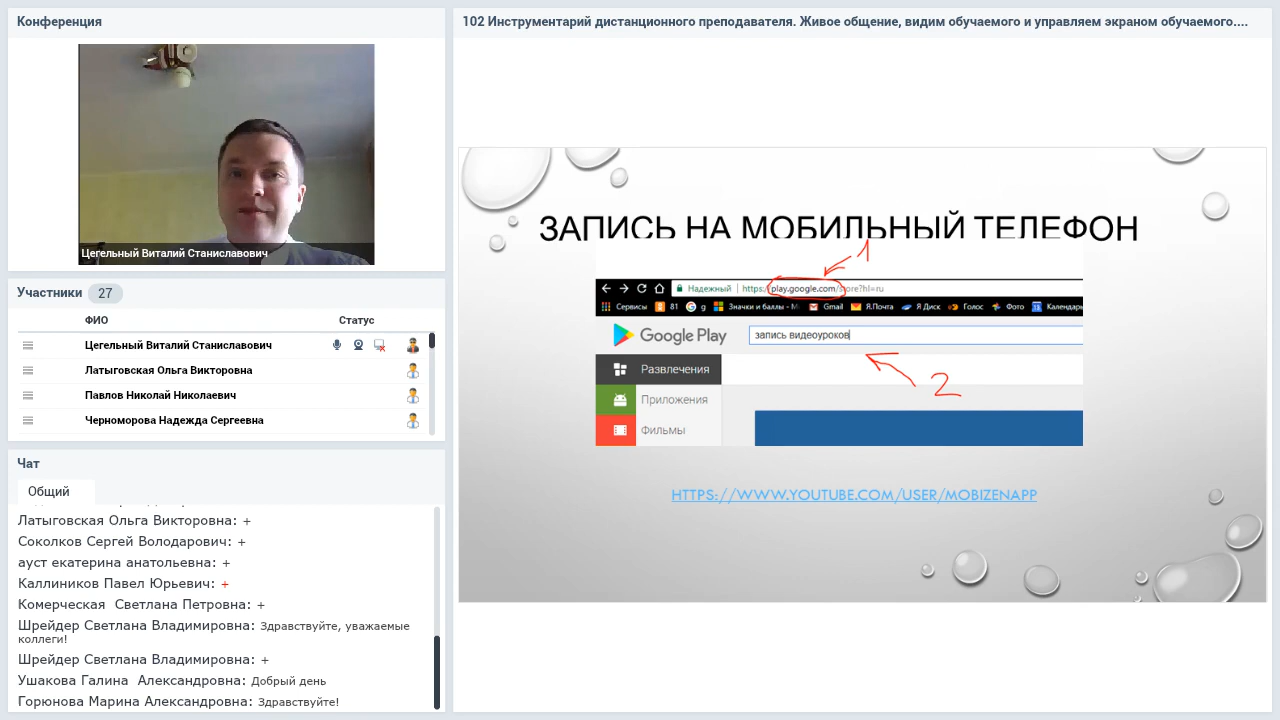 Конференция
Цегельный Виталий Станиславович
Участники 27
ФИО Статус
Цегельный Виталий Станиславович
Латыговская Ольга Викторовна
Павлов Николай Николаевич
Черноморова Надежда Сергеевна
Чат
Общий
Латыговская Ольга Викторовна: +
Соколков Сергей Володарович: +
ауст екатерина анатольевна: +
Каллиников Павел Юрьевич: +
Комерческая Светлана Петровна: +
Шрейдер Светлана Владимировна: Здравствуйте, уважаемые
коллеги!
Шрейдер Светлана Владимировна: +
Ушакова Галина Александровна: Добрый день
Горюнова Марина Александровна: Здравствуйте!
102 Инструментарий дистанционного преподавателя. Живое общение, видим обучаемого и управляем экраном обучаемого....
ЗАПИСЬ НА МОБИЛЬНЫЙ ТЕЛЕФОН
1
Надежный https://play.google.com/store?hl=ru
Сервисы 81 g Значки и баллы - М Gmail Я.Почта Я Диск Голос Фото Календарь
Google Play запись видеоуроков
2
Развлечения
Приложения
Фильмы
HTTPS://WWW.YOUTUBE.COM/USER/MOBIZENAPP